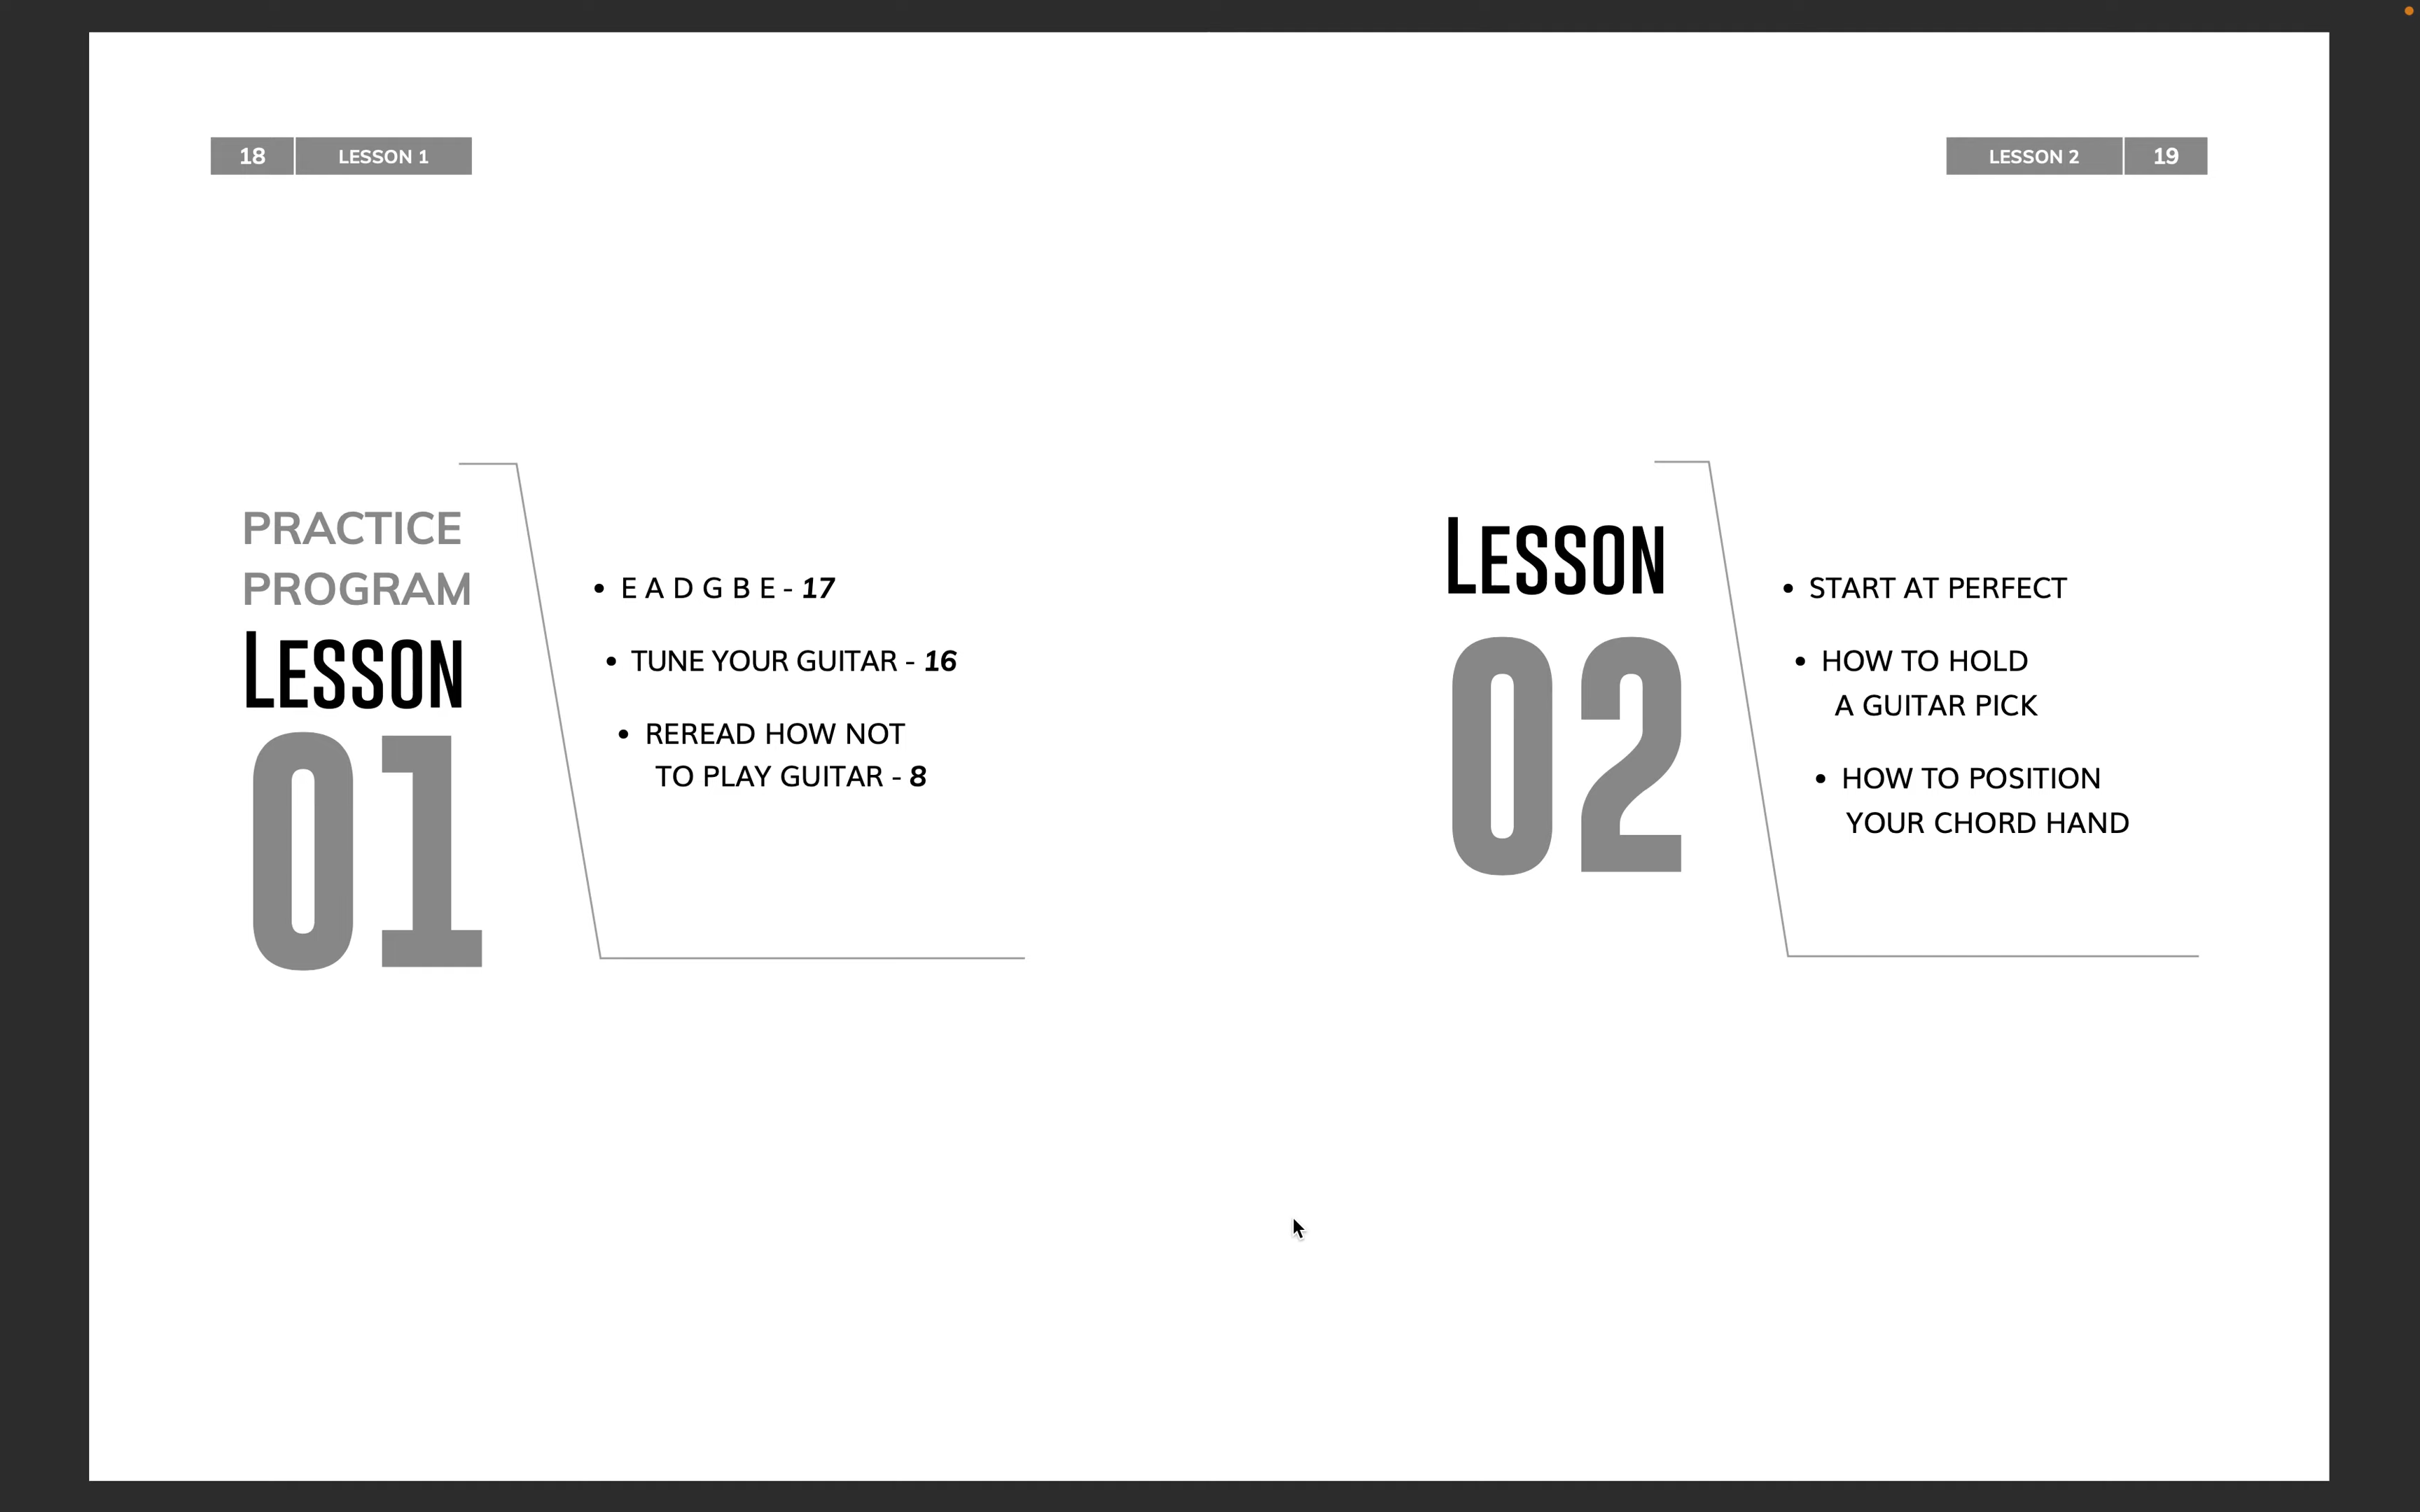 18 LESSON 1
PRACTICE
PROGRAM
LESSON
01
• E A D G B E - 17
• TUNE YOUR GUITAR - 16
• REREAD HOW NOT
TO PLAY GUITAR - 8
LESSON 2 19
LESSON
02
• START AT PERFECT
• HOW TO HOLD
A GUITAR PICK
• HOW TO POSITION
YOUR CHORD HAND